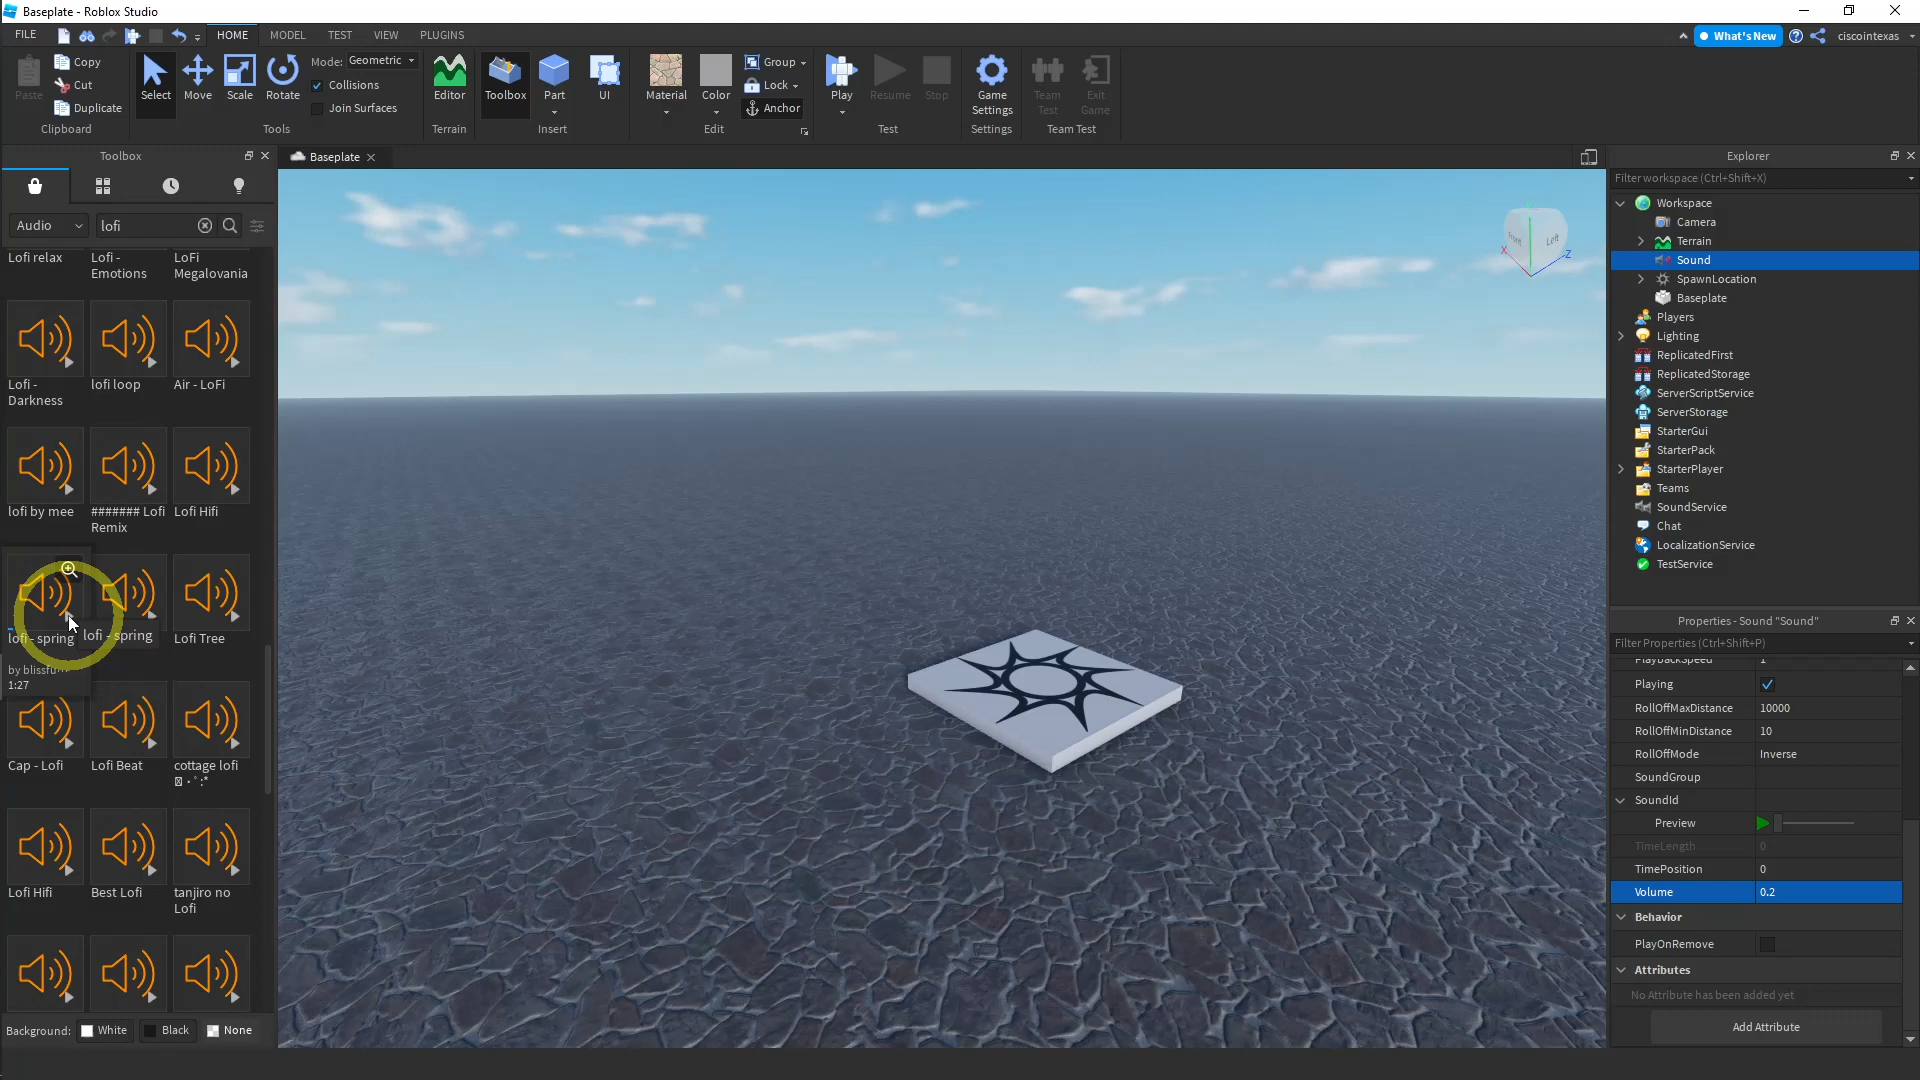 Baseplate - Roblox Studio
FILE
HOME
MODEL
TEST
VIEW
PLUGINS
What's New
ciscointexas
Paste
Copy
Cut
Duplicate
Clipboard
Select
Move
Scale
Rotate
Mode: Geometric
Collisions
Join Surfaces
Tools
Editor
Terrain
Toolbox
Part
UI
Insert
Material
Color
Group
Lock
Anchor
Edit
Play
Resume
Stop
Test
Game Settings
Settings
Team Test
Exit Game
Team Test
Toolbox
Audio
lofi
Lofi relax
Lofi - Emotions
LoFi Megalovania
Lofi - Darkness
lofi loop
Air - LoFi
lofi by mee
####### Lofi Remix
Lofi Hifi
lofi - spring
lofi - spring
Lofi Tree
1:27
Cap - Lofi
Lofi Beat
cottage lofi
Lofi Hifi
Best Lofi
tanjiro no Lofi
Background:
White
Black
None
Baseplate
Front
Left
X
Z
Explorer
Filter workspace (Ctrl+Shift+X)
Workspace
Camera
Terrain
Sound
SpawnLocation
Baseplate
Players
Lighting
ReplicatedFirst
ReplicatedStorage
ServerScriptService
ServerStorage
StarterGui
StarterPack
StarterPlayer
Teams
SoundService
Chat
LocalizationService
TestService
Properties - Sound "Sound"
Filter Properties (Ctrl+Shift+P)
PlaybackSpeed 1
Playing
RollOffMaxDistance 10000
RollOffMinDistance 10
RollOffMode Inverse
SoundGroup
SoundId
Preview
TimeLength 0
TimePosition 0
Volume 0.2
Behavior
PlayOnRemove
Attributes
No Attribute has been added yet
Add Attribute